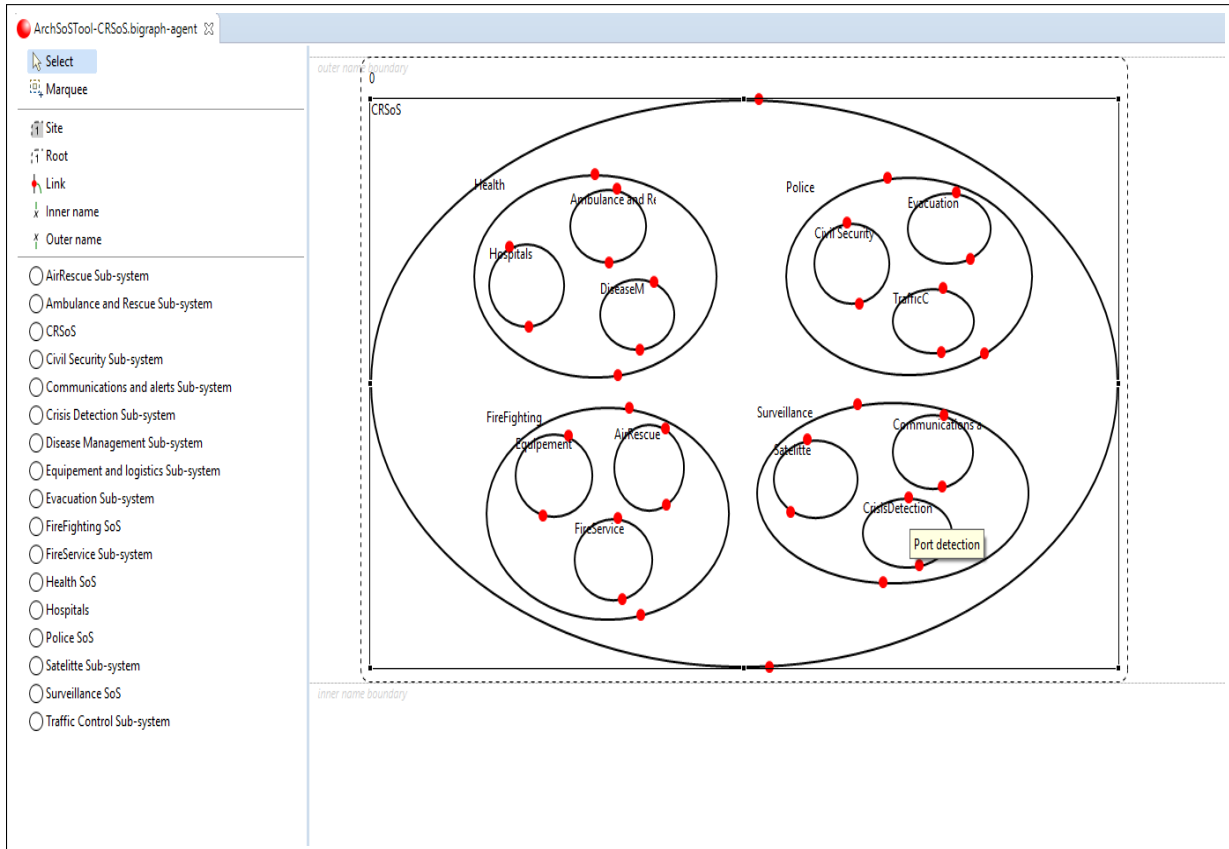 ArchSoSTool-CRSoS.bigraph-agent
Select
Marquee
Site
Root
Link
Inner name
Outer name
AirRescue Sub-system
Ambulance and Rescue Sub-system
CRSoS
Civil Security Sub-system
Communications and alerts Sub-system
Crisis Detection Sub-system
Disease Management Sub-system
Equipement and logistics Sub-system
Evacuation Sub-system
FireFighting SoS
FireService Sub-system
Health SoS
Hospitals
Police SoS
Satelitte Sub-system
Surveillance SoS
Traffic Control Sub-system
outer name boundary
0
CRSoS
Health
Ambulance and Re
Hospitals
DiseaseM
Police
Evacuation
Civil Security
TrafficC
FireFighting
Equipement
AirRescue
FireService
Surveillance
Communications a
Satelitte
CrisisDetection
Port detection
inner name boundary